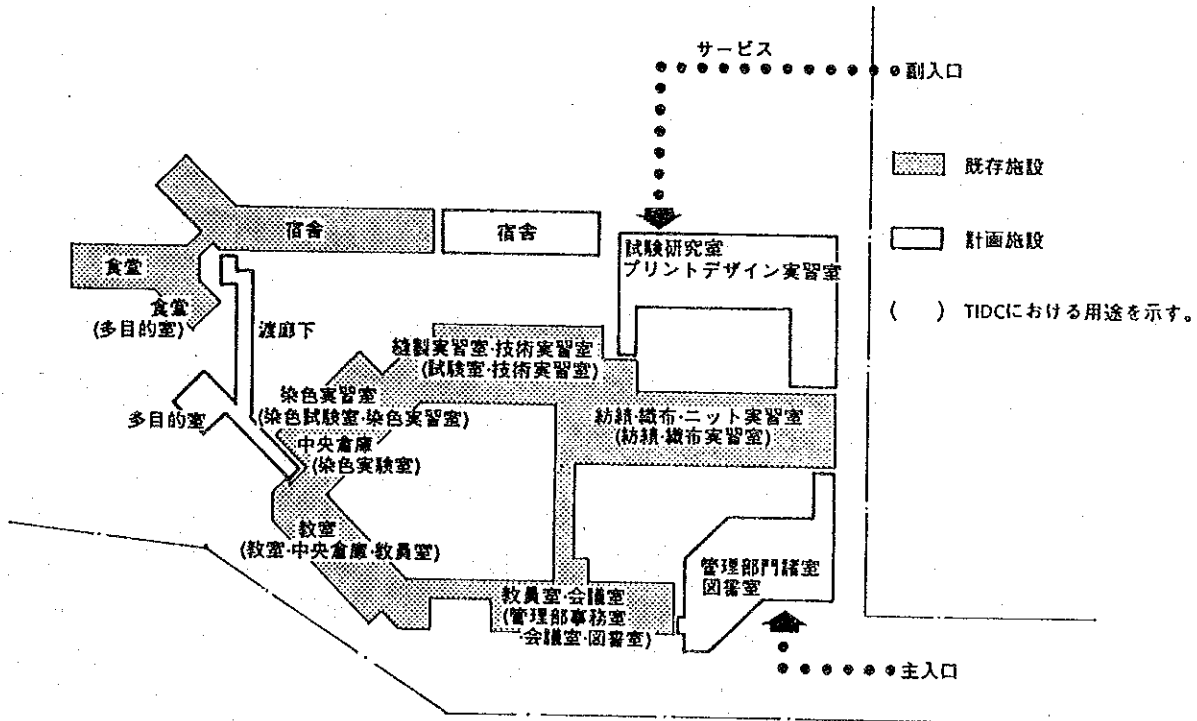 サービス
副入口
既存施設
計画施設
( ) TIDCにおける用途を示す。
宿舎
宿舎
試験研究室
プリントデザイン実習室
食堂
食堂
(多目的室)
渡廊下
縫製実習室・技術実習室
(試験室・技術実習室)
染色実習室
(染色試験室・染色実習室)
多目的室
中央倉庫
(染色実験室)
紡績・織布・ニット実習室
(紡績・織布実習室)
教室
(教室・中央倉庫・教員室)
管理部門諸室
図書室
教員室・会議室
(管理部事務室
・会議室・図書室)
主入口